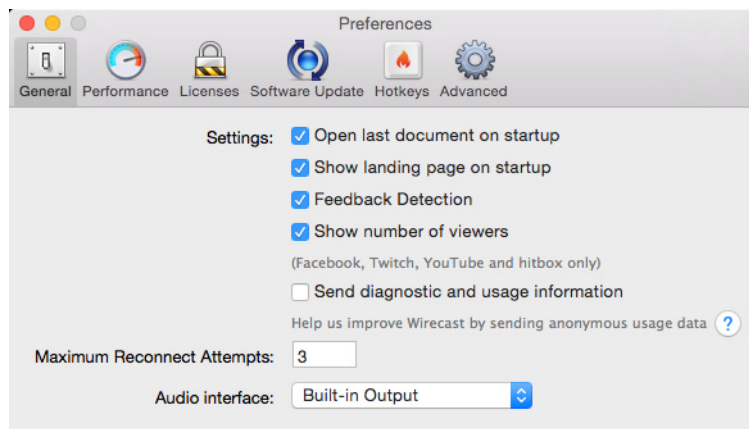 Preferences
General Performance Licenses Software Update Hotkeys Advanced
Settings: Open last document on startup
Show landing page on startup
Feedback Detection
Show number of viewers
(Facebook, Twitch, YouTube and hitbox only)
Send diagnostic and usage information
Help us improve Wirecast by sending anonymous usage data ?
Maximum Reconnect Attempts: 3
Audio interface: Built-in Output